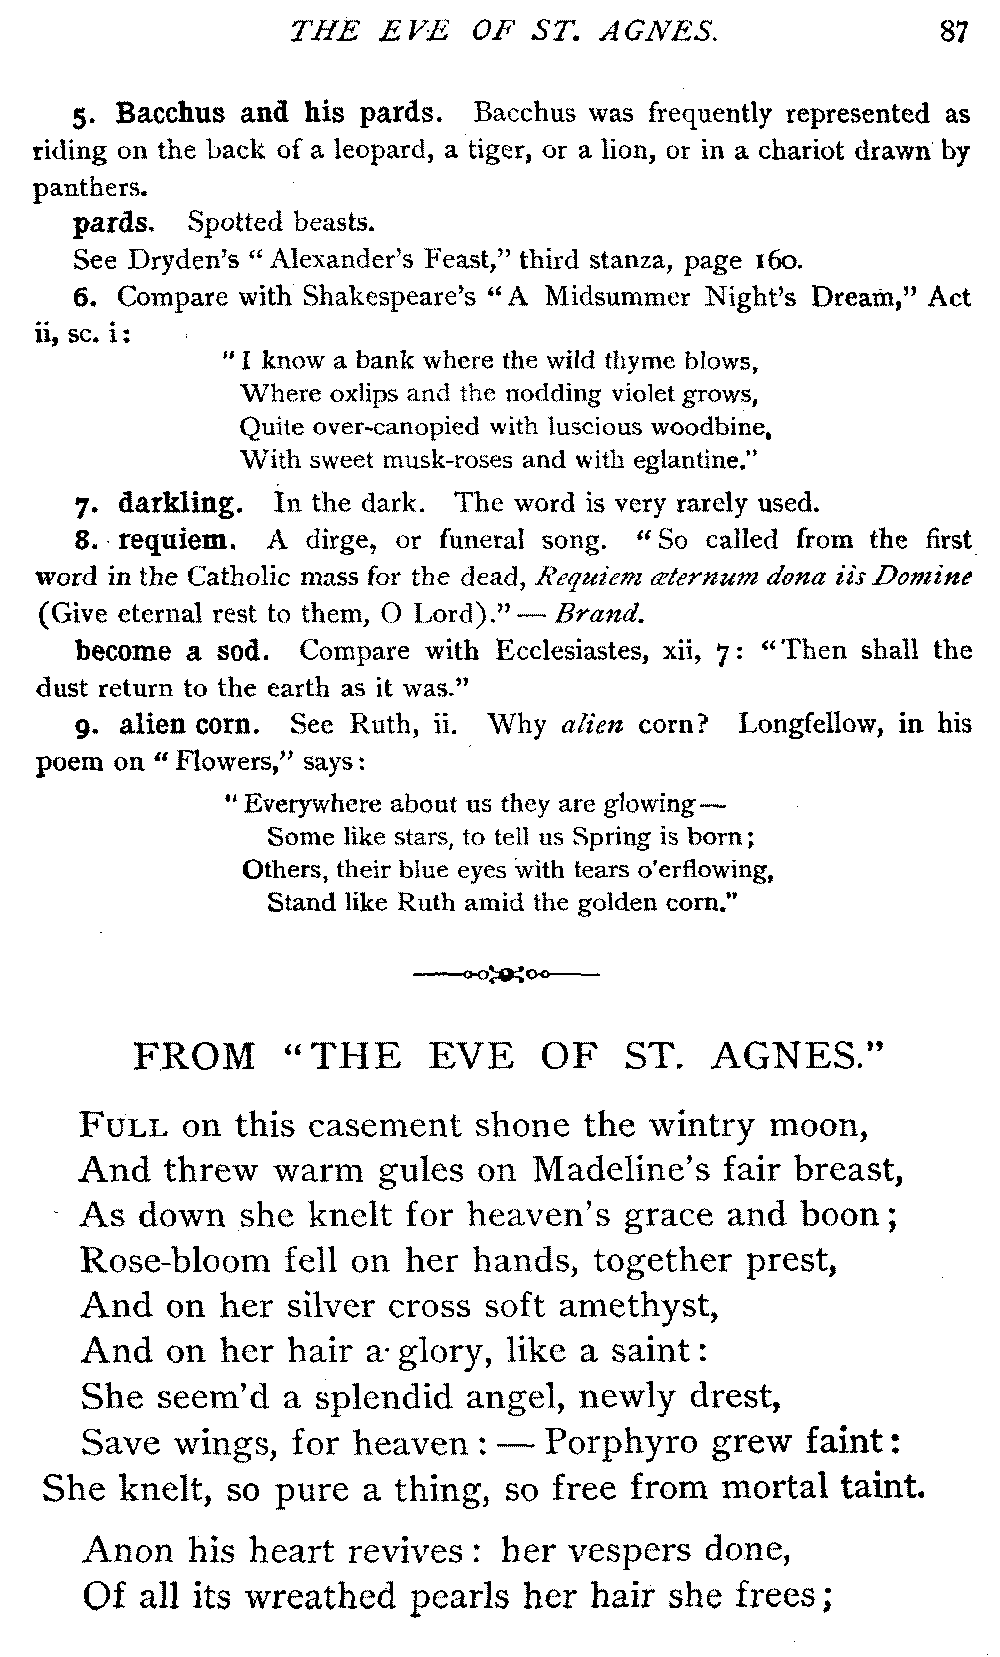 THE EVE OF ST. AGNES. 87
5. Bacchus and his pards. Bacchus was frequently represented as
riding on the back of a leopard, a tiger, or a lion, or in a chariot drawn by
panthers.
pards. Spotted beasts.
See Dryden's "Alexander's Feast," third stanza, page 160.
6. Compare with Shakespeare's "A Midsummer Night's Dream," Act
ii, sc. i:
"I know a bank where the wild thyme blows,
Where oxlips and the nodding violet grows,
Quite over-canopied with luscious woodbine,
With sweet musk-roses and with eglantine."
7. darkling. In the dark. The word is very rarely used.
8. requiem. A dirge, or funeral song. "So called from the first
word in the Catholic mass for the dead, Requiem æternum dona iis Domine
(Give eternal rest to them, O Lord)." — Brand.
become a sod. Compare with Ecclesiastes, xii, 7: "Then shall the
dust return to the earth as it was."
9. alien corn. See Ruth, ii. Why alien corn? Longfellow, in his
poem on "Flowers," says:
"Everywhere about us they are glowing—
Some like stars, to tell us Spring is born;
Others, their blue eyes with tears o'erflowing,
Stand like Ruth amid the golden corn."
FROM "THE EVE OF ST. AGNES."
FULL on this casement shone the wintry moon,
And threw warm gules on Madeline's fair breast,
As down she knelt for heaven's grace and boon;
Rose-bloom fell on her hands, together prest,
And on her silver cross soft amethyst,
And on her hair a glory, like a saint:
She seem'd a splendid angel, newly drest,
Save wings, for heaven: — Porphyro grew faint:
She knelt, so pure a thing, so free from mortal taint.
Anon his heart revives: her vespers done,
Of all its wreathed pearls her hair she frees;